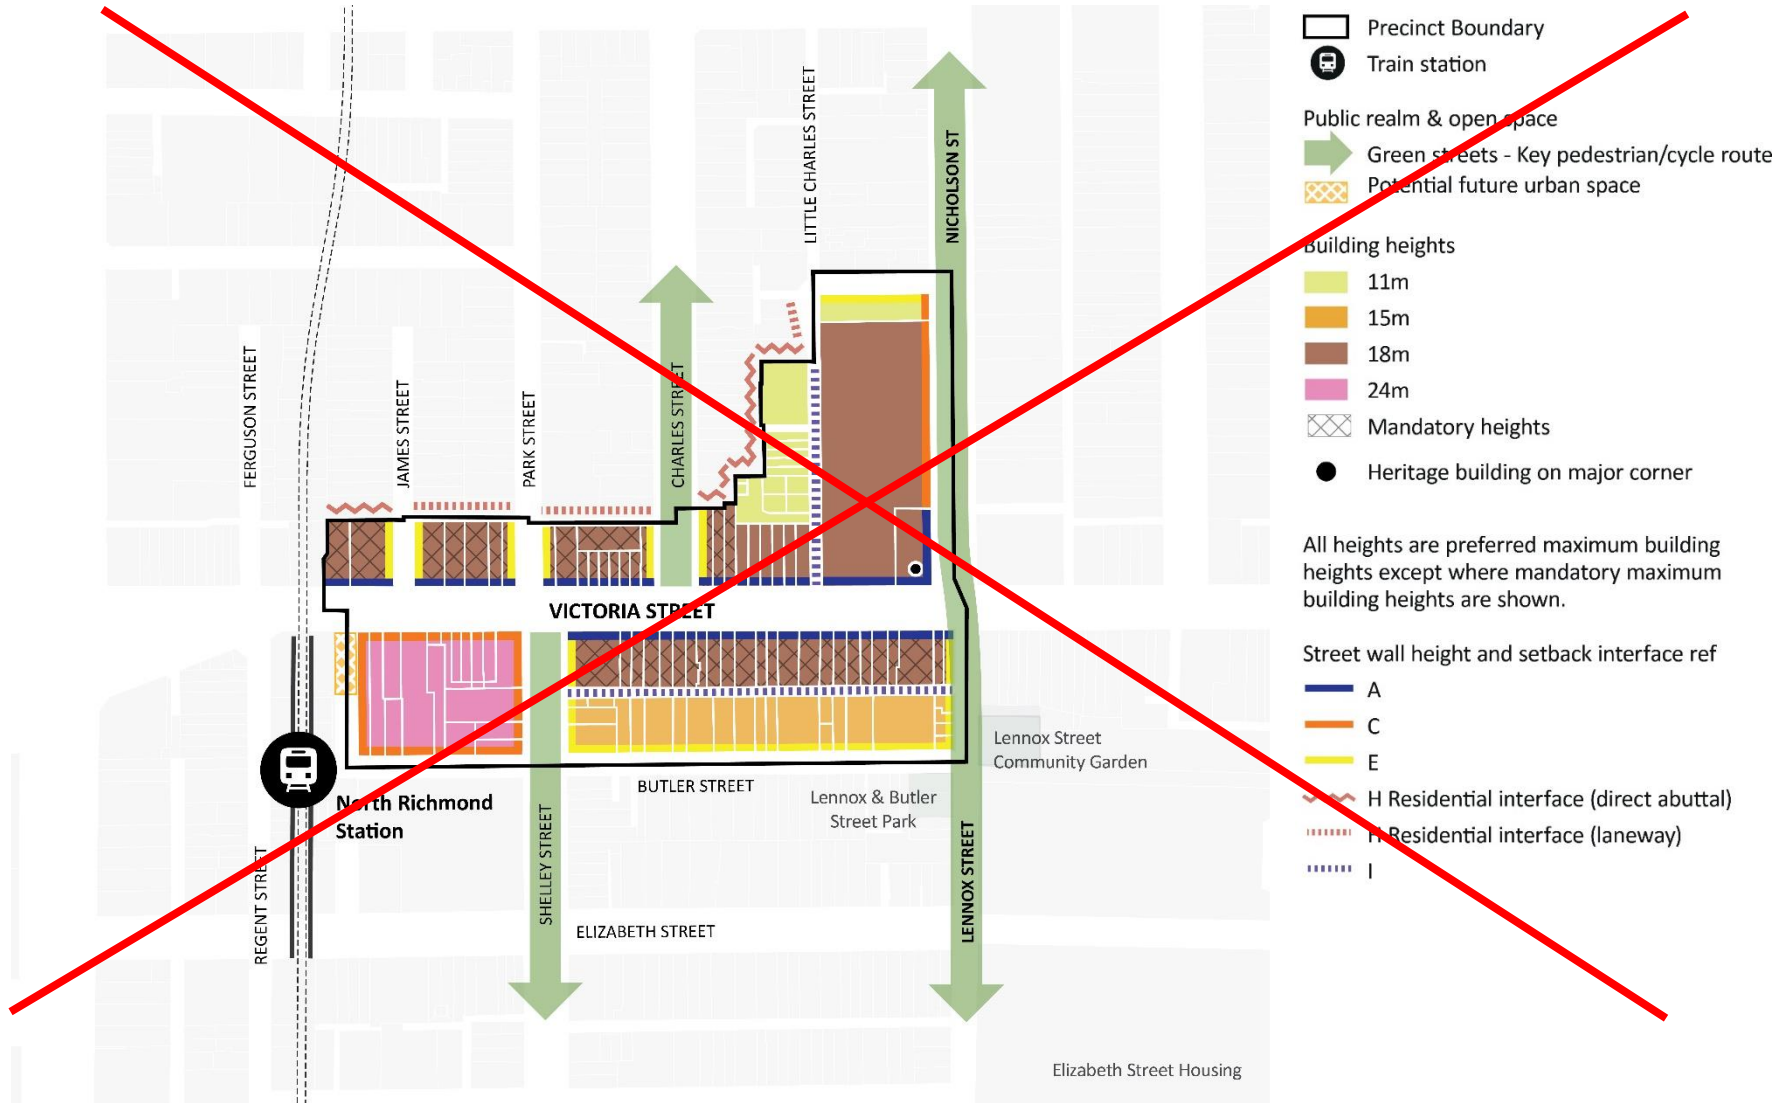 Precinct Boundary
Train station
Public realm & open space
Green streets - Key pedestrian/cycle route
Potential future urban space
Building heights
11m
15m
18m
24m
Mandatory heights
Heritage building on major corner
All heights are preferred maximum building
heights except where mandatory maximum
building heights are shown.
Street wall height and setback interface ref
A
C
E
H Residential interface (direct abuttal)
H Residential interface (laneway)
I
LITTLE CHARLES STREET
NICHOLSON ST
FERGUSON STREET
JAMES STREET
PARK STREET
CHARLES STREET
VICTORIA STREET
North Richmond
Station
BUTLER STREET
Lennox Street
Community Garden
Lennox & Butler
Street Park
REGENT STREET
SHELLEY STREET
LENNOX STREET
ELIZABETH STREET
Elizabeth Street Housing